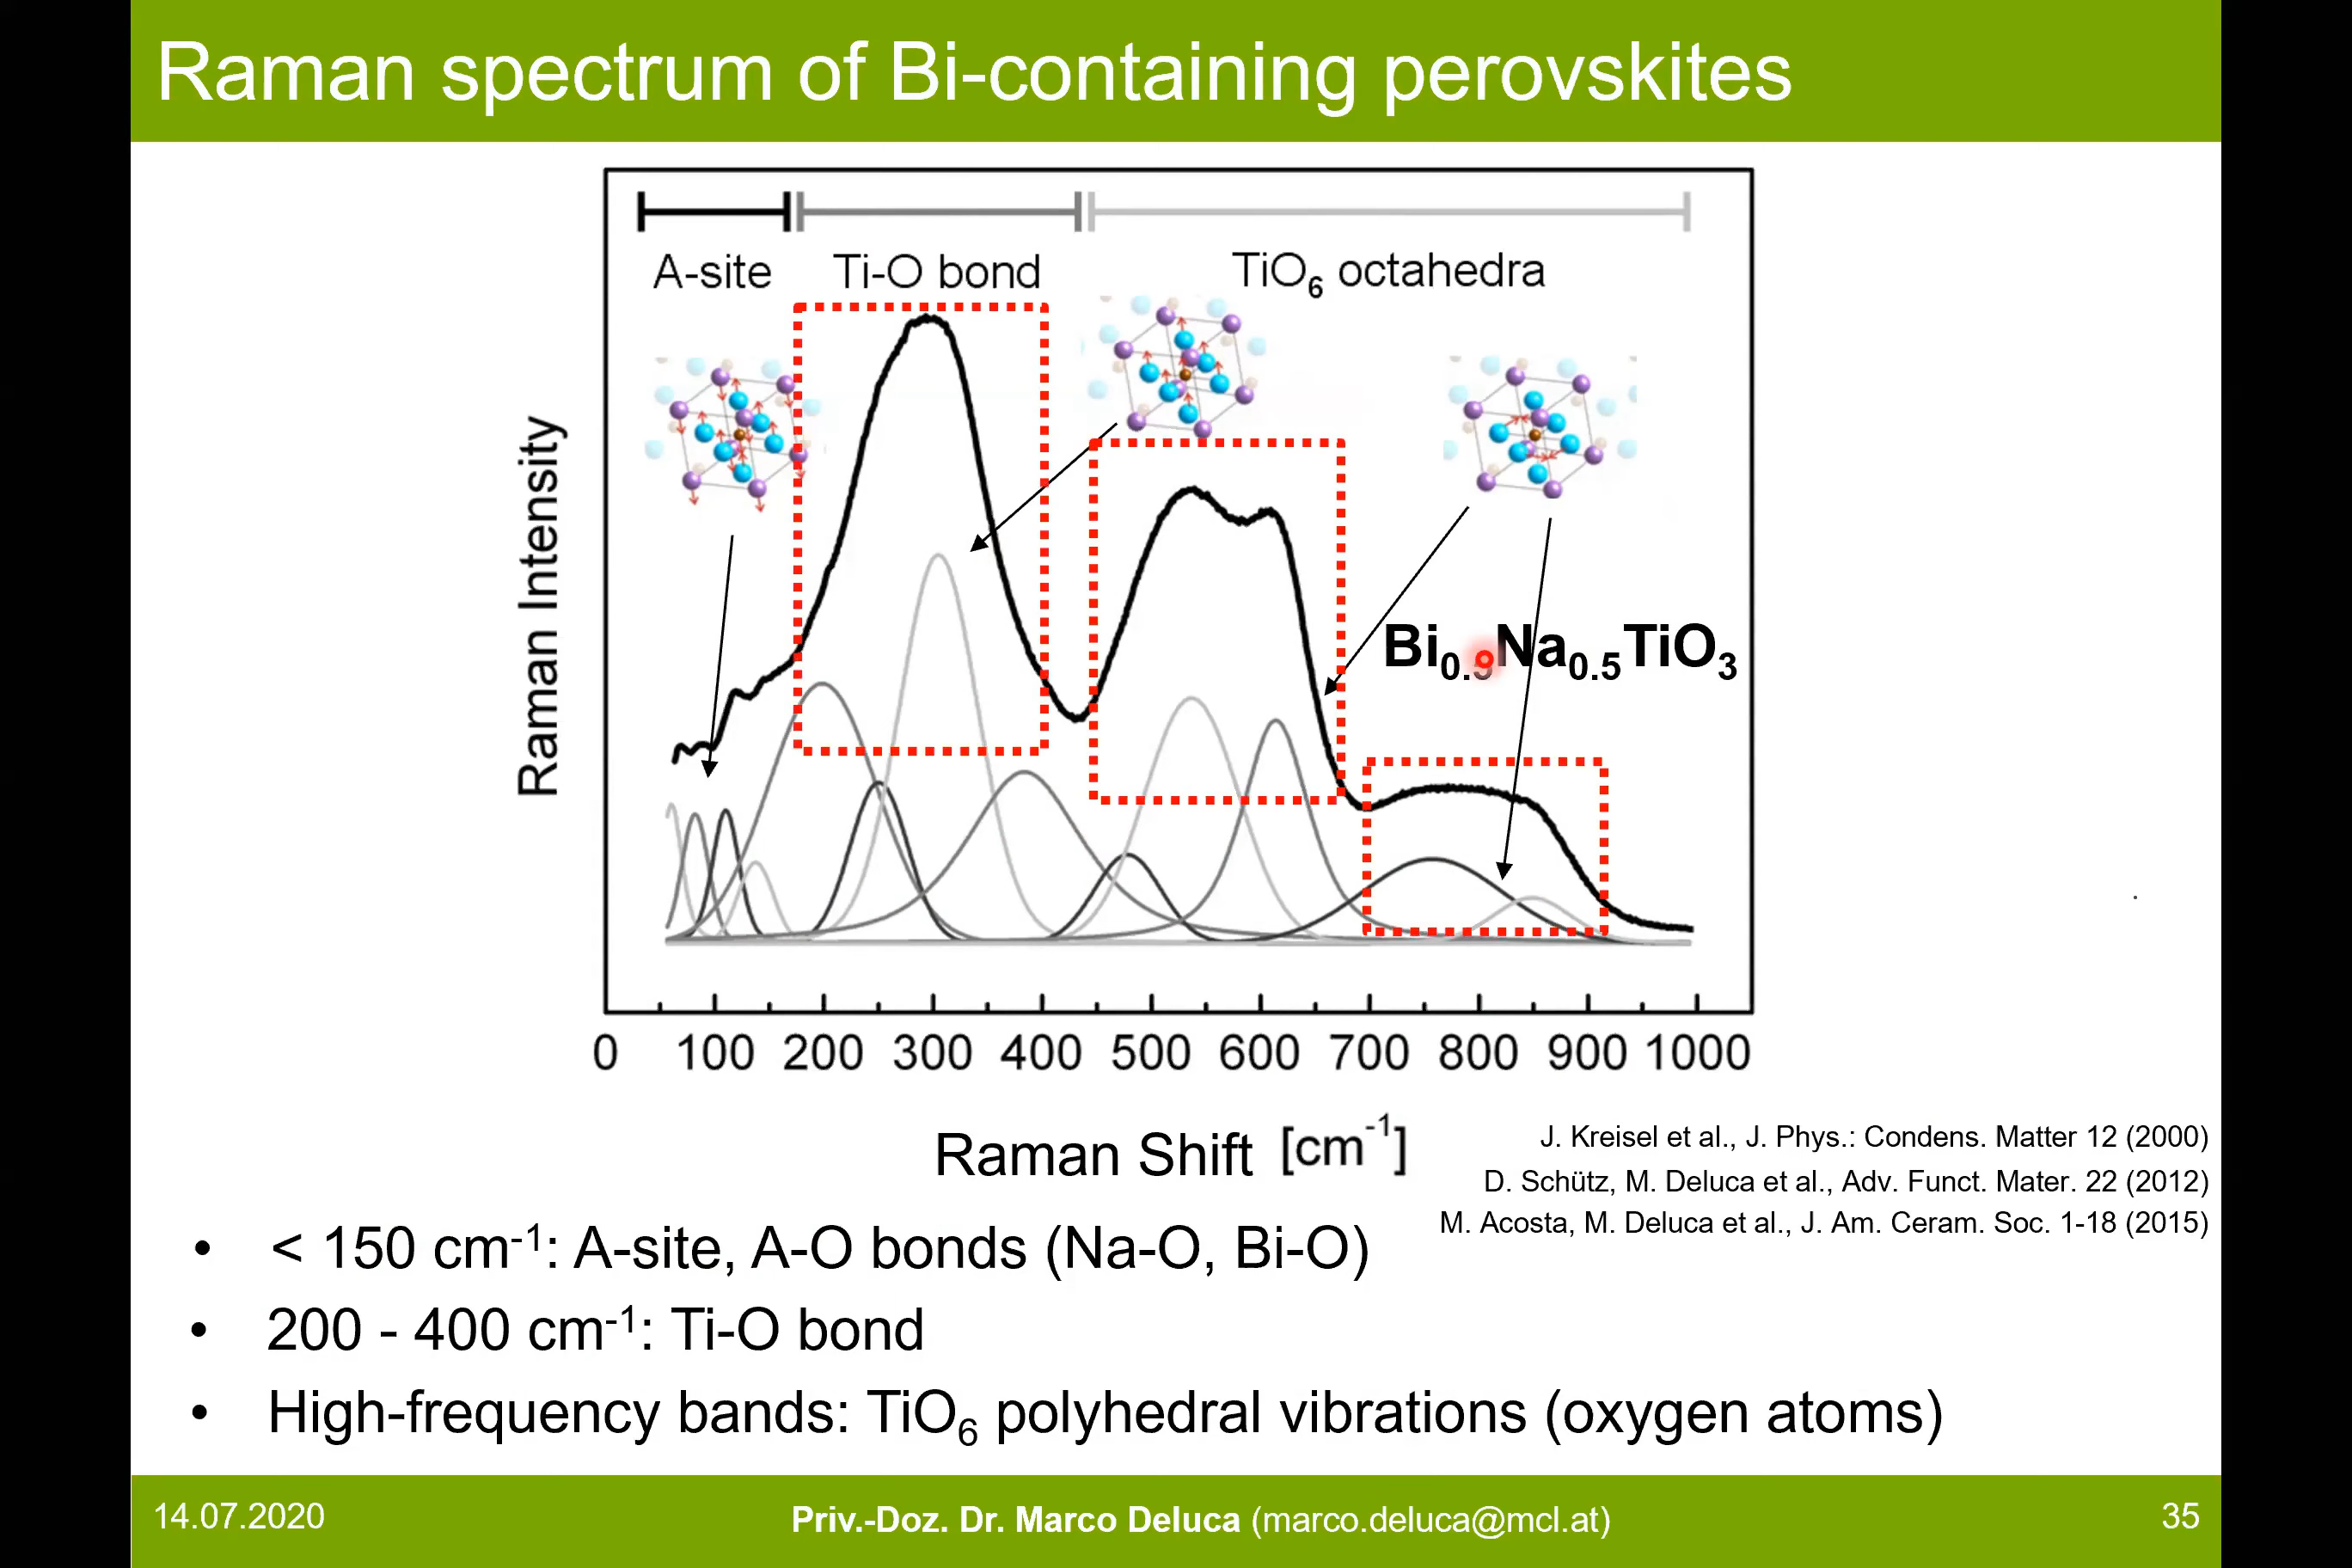 Raman spectrum of Bi-containing perovskites
A-site Ti-O bond TiO₆ octahedra
Raman Intensity
Bi₀.₅Na₀.₅TiO₃
0 100 200 300 400 500 600 700 800 900 1000
Raman Shift [cm⁻¹]
J. Kreisel et al., J. Phys.: Condens. Matter 12 (2000)
D. Schütz, M. Deluca et al., Adv. Funct. Mater. 22 (2012)
M. Acosta, M. Deluca et al., J. Am. Ceram. Soc. 1-18 (2015)
• < 150 cm⁻¹: A-site, A-O bonds (Na-O, Bi-O)
• 200 - 400 cm⁻¹: Ti-O bond
• High-frequency bands: TiO₆ polyhedral vibrations (oxygen atoms)
14.07.2020 Priv.-Doz. Dr. Marco Deluca (marco.deluca@mcl.at) 35